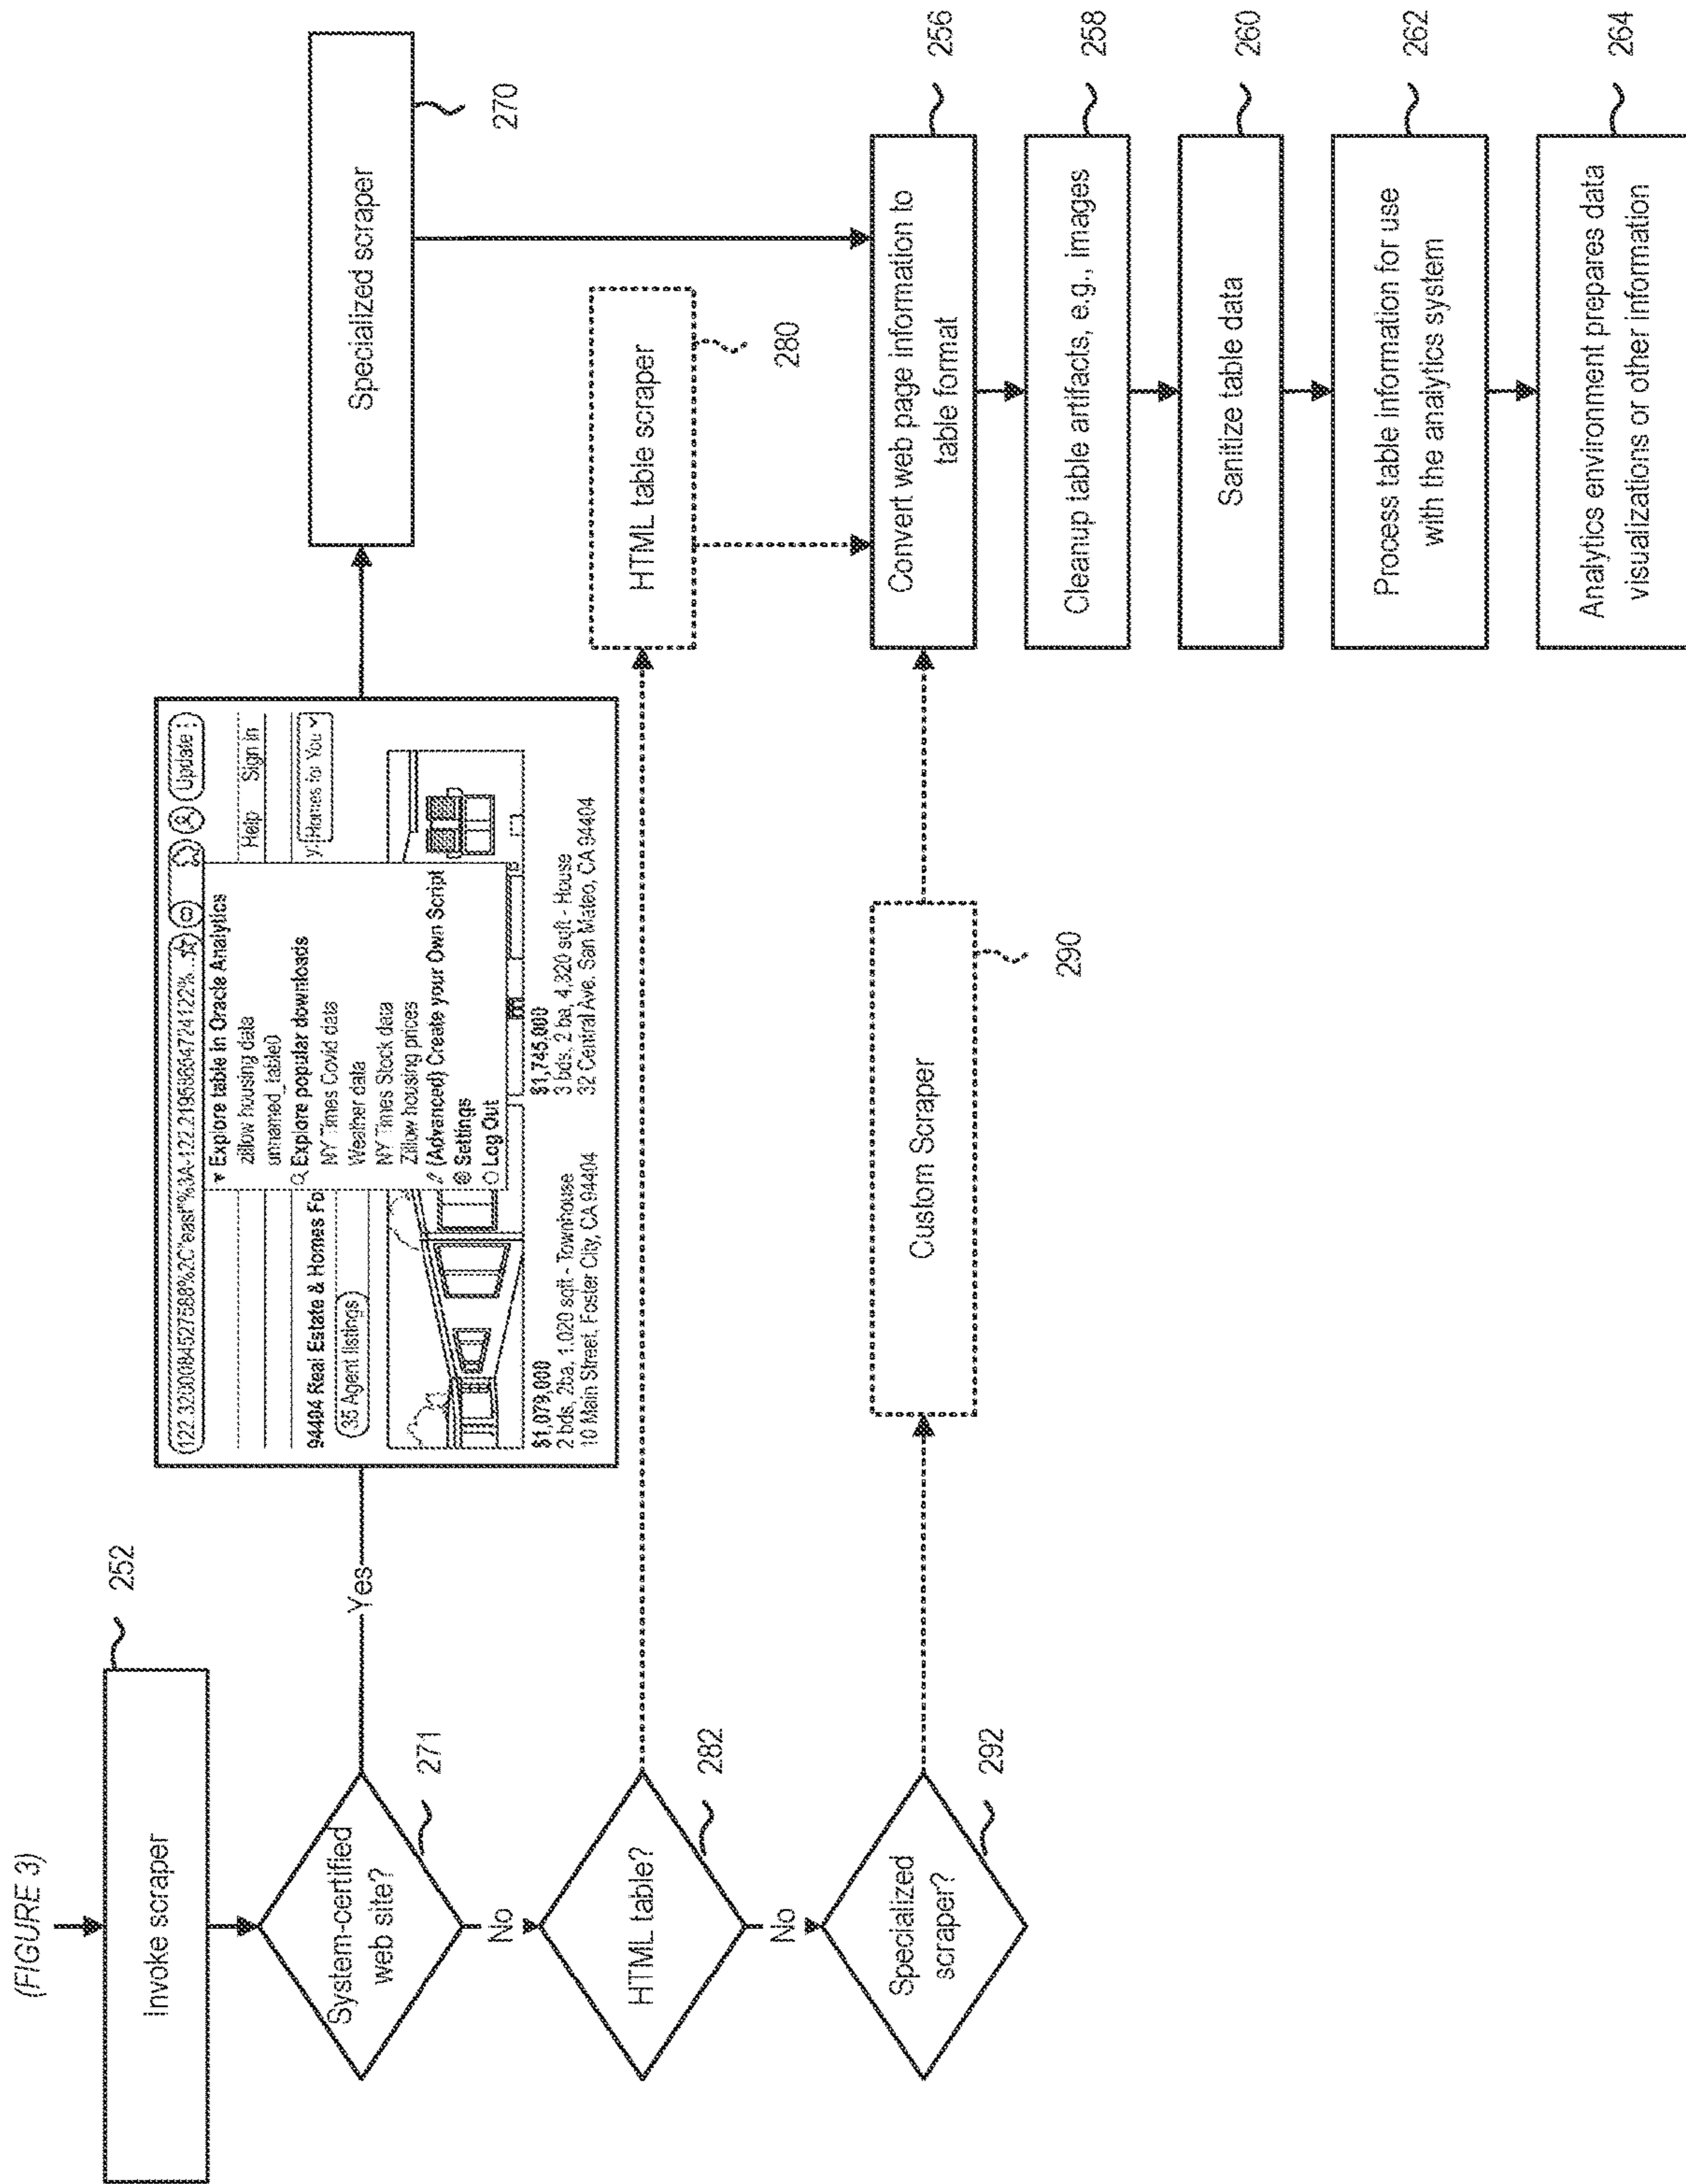 (FIGURE 3)
Invoke scraper
252
System-certified
web site?
271
Yes
No
HTML table?
282
No
Specialized
scraper?
292
Update
▼ Explore table in Oracle Analytics
zillow housing data
unnamed_table0
Help Sign in
Explore popular downloads
NY Times Covid data
Weather data
NY Times Stock data
Zillow housing prices
(Advanced) Create your Own Script
Settings
Log Out
94404 Real Estate & Homes Fo
y: Homes for You
35 Agent listings
$1,079,000
2 bds, 2ba, 1,020 sqft - Townhouse
10 Main Street, Foster City, CA 94404
$1,745,000
3 bds, 2 ba, 4,320 sqft - House
32 Central Ave. San Mateo, CA 94404
Specialized scraper
270
HTML table scraper
280
Custom Scraper
290
Convert web page information to
table format
256
Cleanup table artifacts, e.g., images
258
Sanitize table data
260
Process table information for use
with the analytics system
262
Analytics environment prepares data
visualizations or other information
264